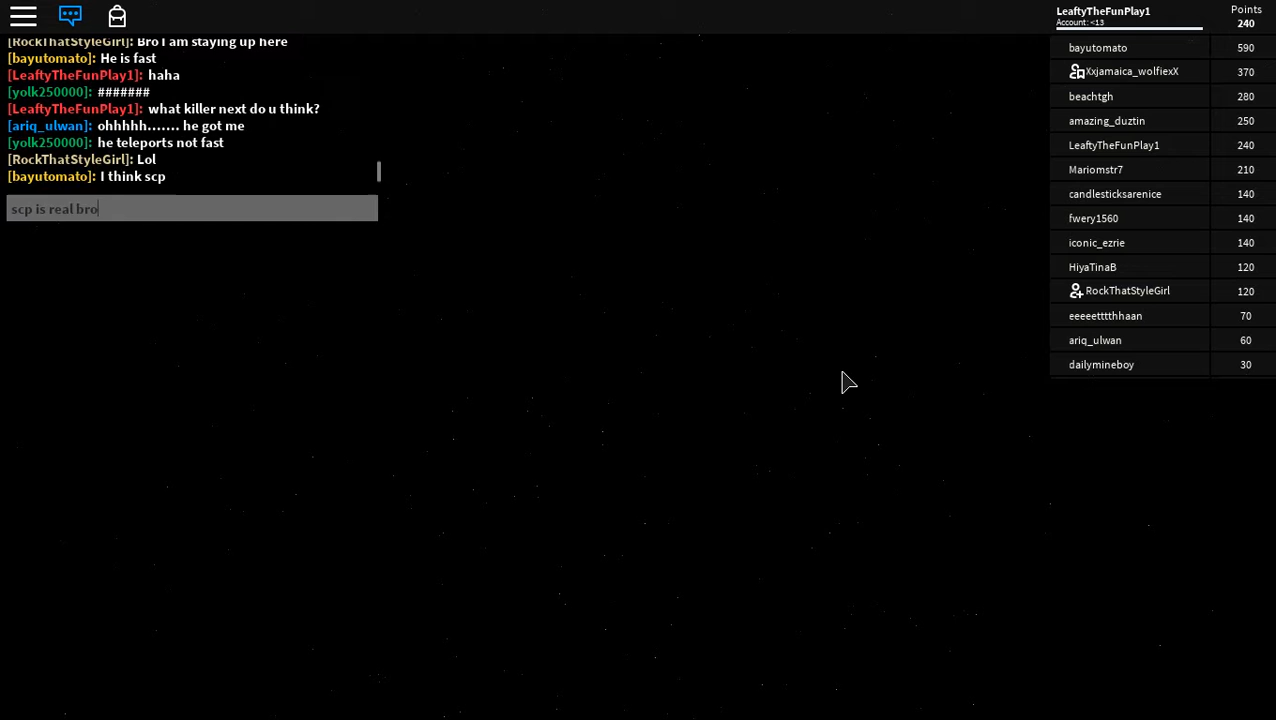 LeaftyTheFunPlay1
Account: <13
Points
240
[RockThatStyleGirl]: Bro I am staying up here
[bayutomato]: He is fast
[LeaftyTheFunPlay1]: haha
[yolk250000]: #######
[LeaftyTheFunPlay1]: what killer next do u think?
[ariq_ulwan]: ohhhhh....... he got me
[yolk250000]: he teleports not fast
[RockThatStyleGirl]: Lol
[bayutomato]: I think scp
scp is real bro
bayutomato 590
Xxjamaica_wolfiexX 370
beachtgh 280
amazing_duztin 250
LeaftyTheFunPlay1 240
Mariomstr7 210
candlesticksarenice 140
fwery1560 140
iconic_ezrie 140
HiyaTinaB 120
RockThatStyleGirl 120
eeeeetttthhaan 70
ariq_ulwan 60
dailymineboy 30